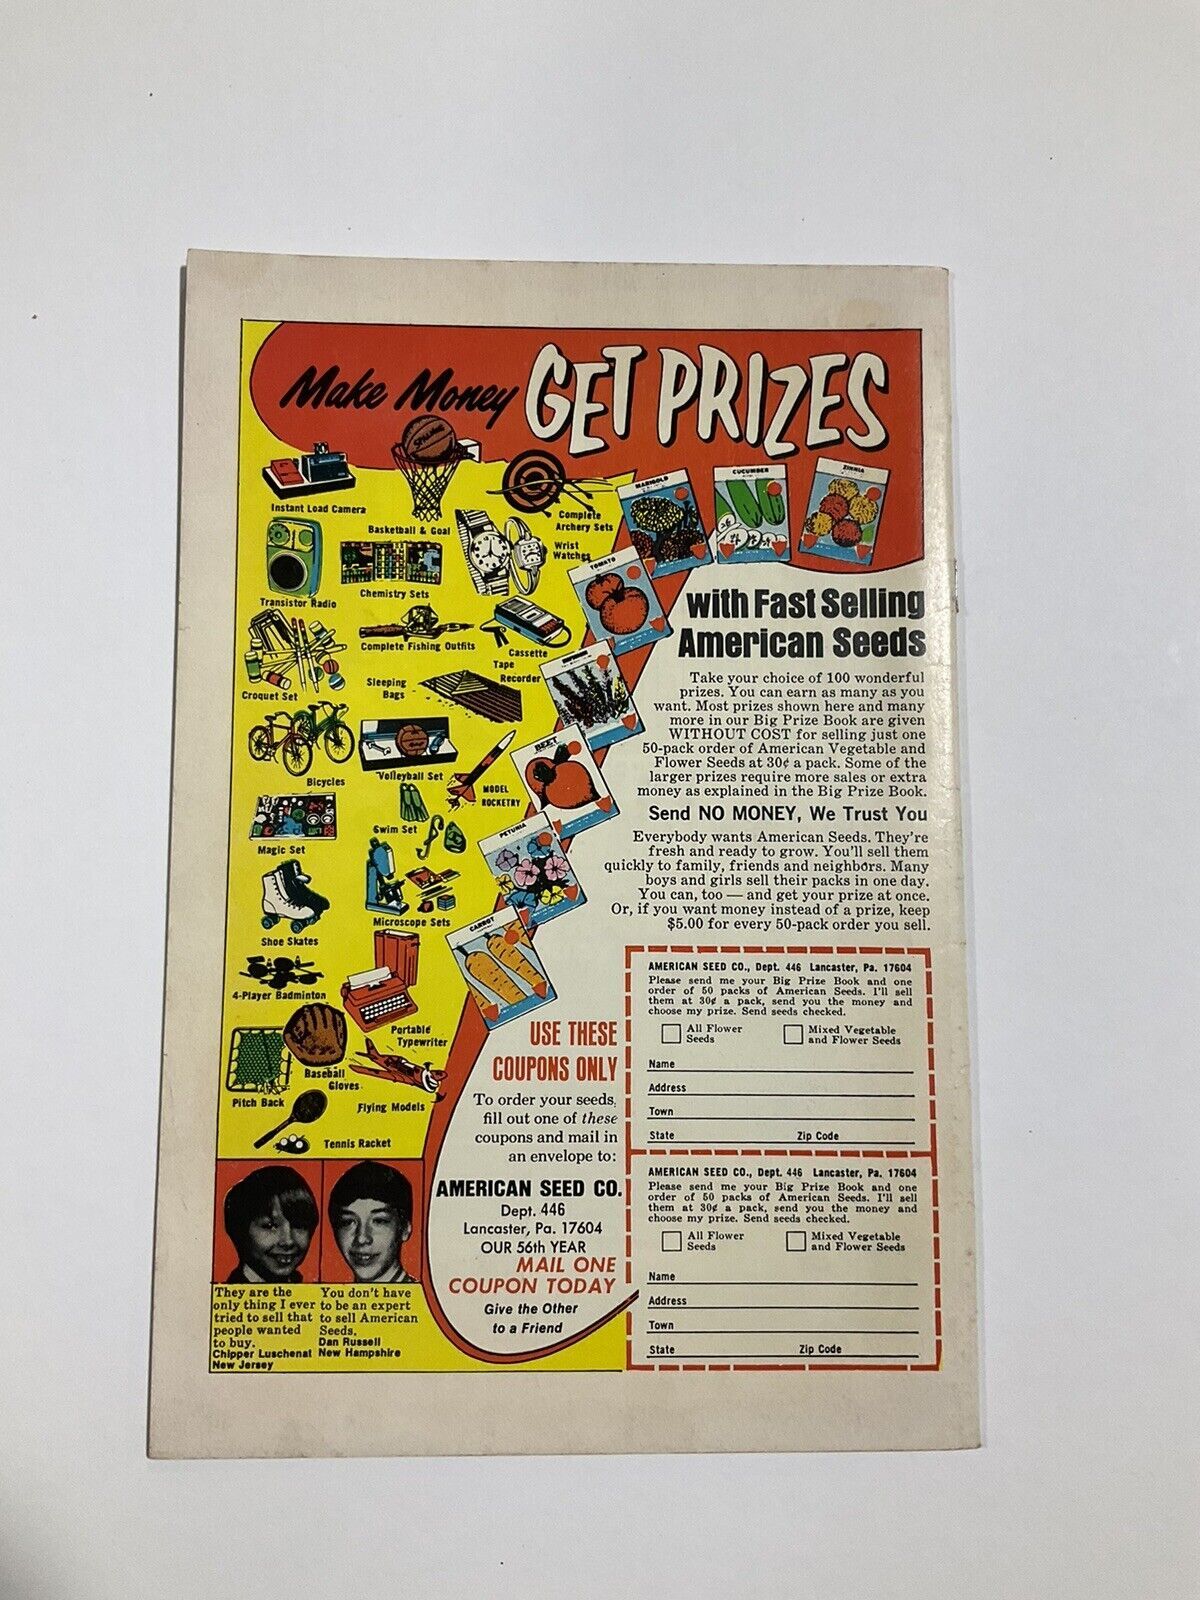 Make Money GET PRIZES
Instant Load Camera
Basketball & Goal
Complete
Archery Sets
Transistor Radio
Chemistry Sets
Wrist
Watches
Complete Fishing Outfits
Cassette
Tape
Recorder
Croquet Set
Sleeping
Bags
Bicycles
Volleyball Set
MODEL
ROCKETRY
Magic Set
Swim Set
Shoe Skates
Microscope Sets
4-Player Badminton
Portable
Typewriter
Pitch Back
Baseball
Gloves
Flying Models
Tennis Racket
SPALDING
MARIGOLD
CUCUMBER
ZINNIA
TOMATO
BEET
PETUNIA
CARROT
with Fast Selling
American Seeds
Take your choice of 100 wonderful
prizes. You can earn as many as you
want. Most prizes shown here and many
more in our Big Prize Book are given
WITHOUT COST for selling just one
50-pack order of American Vegetable and
Flower Seeds at 30¢ a pack. Some of the
larger prizes require more sales or extra
money as explained in the Big Prize Book.
Send NO MONEY, We Trust You
Everybody wants American Seeds. They're
fresh and ready to grow. You'll sell them
quickly to family, friends and neighbors. Many
boys and girls sell their packs in one day.
You can, too — and get your prize at once.
Or, if you want money instead of a prize, keep
$5.00 for every 50-pack order you sell.
USE THESE
COUPONS ONLY
To order your seeds,
fill out one of these
coupons and mail in
an envelope to:
AMERICAN SEED CO.
Dept. 446
Lancaster, Pa. 17604
OUR 56th YEAR
MAIL ONE
COUPON TODAY
Give the Other
to a Friend
AMERICAN SEED CO., Dept. 446 Lancaster, Pa. 17604
Please send me your Big Prize Book and one
order of 50 packs of American Seeds. I'll sell
them at 30¢ a pack, send you the money and
choose my prize. Send seeds checked.
All Flower
Seeds
Mixed Vegetable
and Flower Seeds
Name
Address
Town
State Zip Code
AMERICAN SEED CO., Dept. 446 Lancaster, Pa. 17604
Please send me your Big Prize Book and one
order of 50 packs of American Seeds. I'll sell
them at 30¢ a pack, send you the money and
choose my prize. Send seeds checked.
All Flower
Seeds
Mixed Vegetable
and Flower Seeds
Name
Address
Town
State Zip Code
They are the
only thing I ever
tried to sell that
people wanted
to buy.
Chipper Luschenat
New Jersey
You don't have
to be an expert
to sell American
Seeds.
Dan Russell
New Hampshire